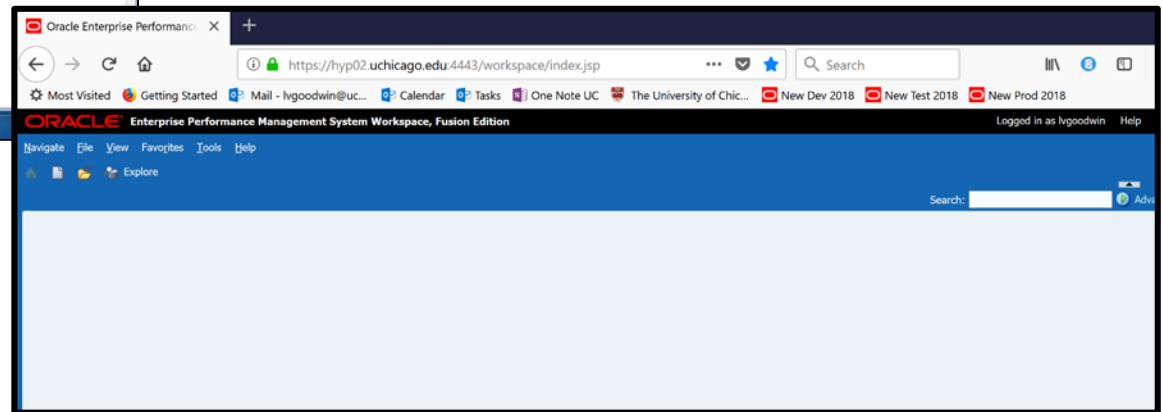 Oracle Enterprise Performanc
https://hyp02.uchicago.edu:4443/workspace/index.jsp Search
Most Visited Getting Started Mail - lvgoodwin@uc... Calendar Tasks One Note UC The University of Chic... New Dev 2018 New Test 2018 New Prod 2018
ORACLE Enterprise Performance Management System Workspace, Fusion Edition Logged in as lvgoodwin Help
Navigate File View Favorites Tools Help
Explore
Search: Adva